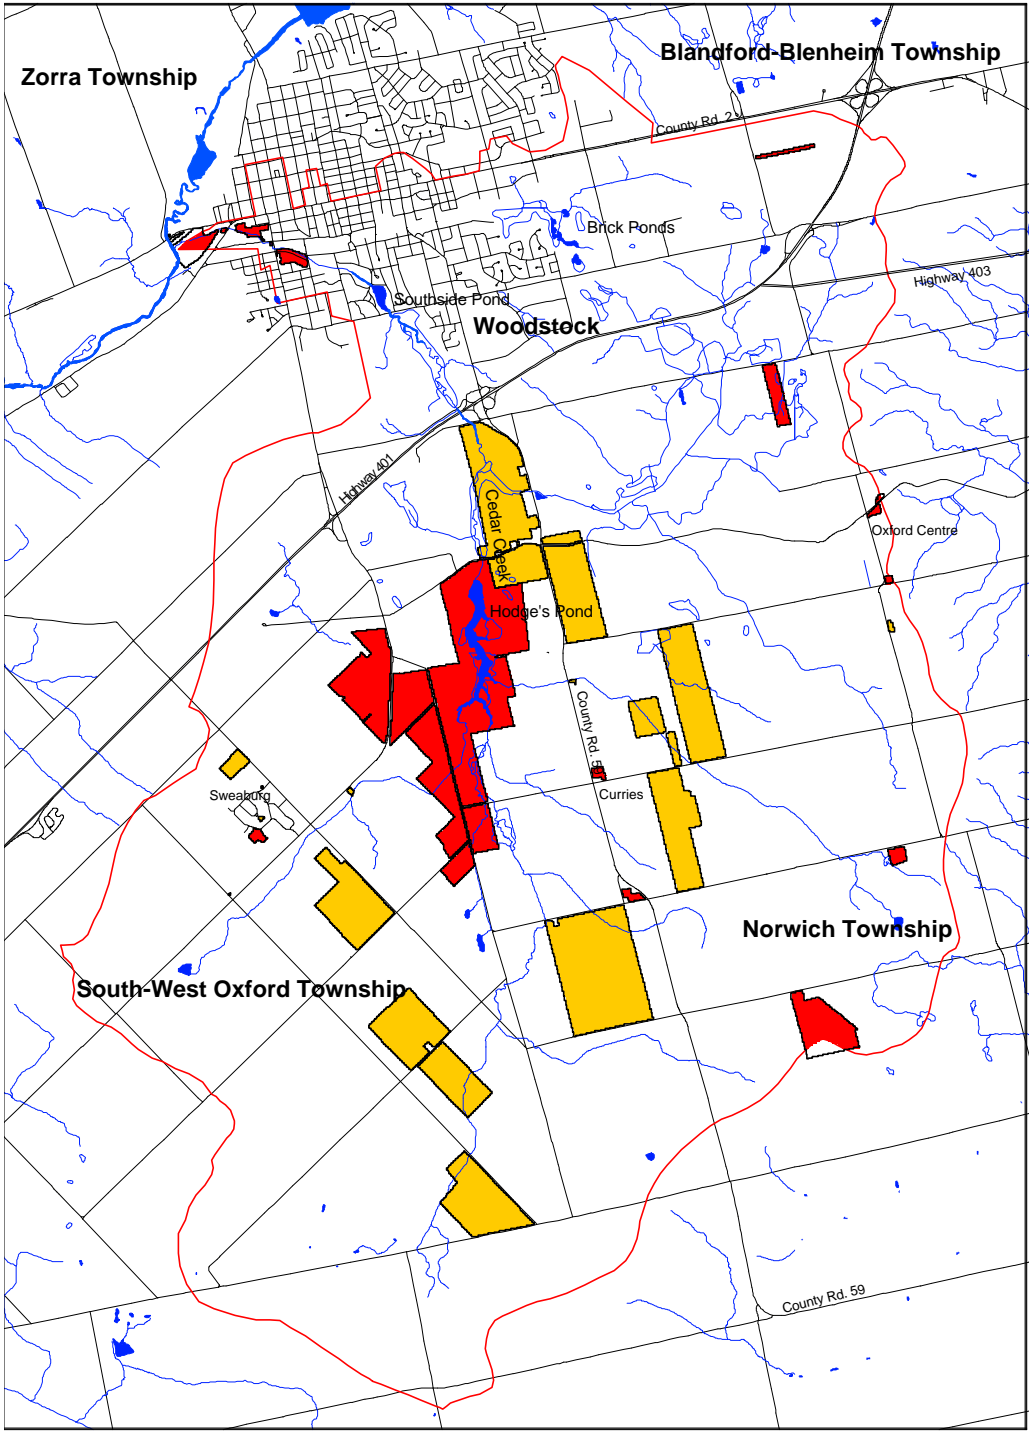 Blandford-Blenheim Township
Zorra Township
County Rd. 2
Brick Ponds
Highway 403
Southside Pond
Woodstock
Highway 401
Cedar Creek
Oxford Centre
Hodge's Pond
County Rd. 59
Sweaburg
Curries
Norwich Township
South-West Oxford Township
County Rd. 59